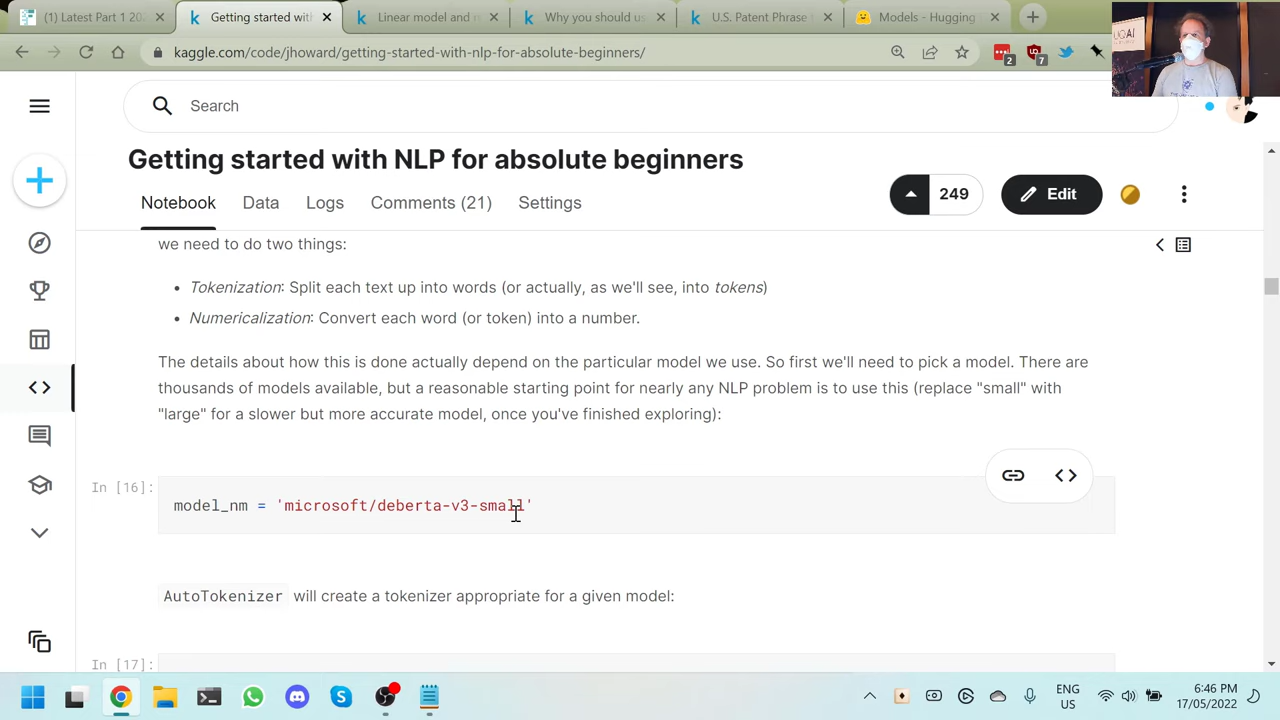 (1) Latest Part 1 202
Getting started with
Linear model and n
Why you should us
U.S. Patent Phrase
Models - Hugging
kaggle.com/code/jhoward/getting-started-with-nlp-for-absolute-beginners/
2
7
UQAI
Search
Getting started with NLP for absolute beginners
249
Edit
Notebook
Data
Logs
Comments (21)
Settings
we need to do two things:
• Tokenization: Split each text up into words (or actually, as we'll see, into tokens)
• Numericalization: Convert each word (or token) into a number.
The details about how this is done actually depend on the particular model we use. So first we'll need to pick a model. There are
thousands of models available, but a reasonable starting point for nearly any NLP problem is to use this (replace "small" with
"large" for a slower but more accurate model, once you've finished exploring):
In [16]:
model_nm = 'microsoft/deberta-v3-small'
AutoTokenizer will create a tokenizer appropriate for a given model:
In [17]:
ENG
US
6:46 PM
17/05/2022